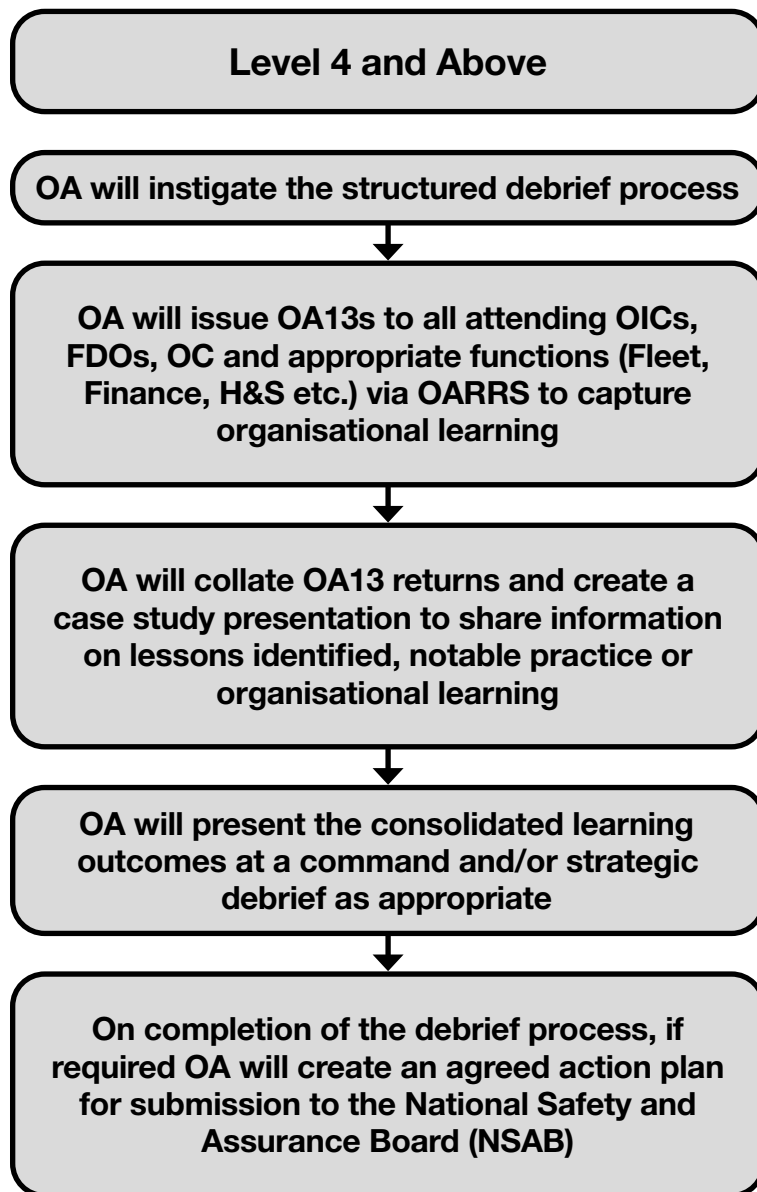 Level 4 and Above
OA will instigate the structured debrief process
OA will issue OA13s to all attending OICs,
FDOs, OC and appropriate functions (Fleet,
Finance, H&S etc.) via OARRS to capture
organisational learning
OA will collate OA13 returns and create a
case study presentation to share information
on lessons identified, notable practice or
organisational learning
OA will present the consolidated learning
outcomes at a command and/or strategic
debrief as appropriate
On completion of the debrief process, if
required OA will create an agreed action plan
for submission to the National Safety and
Assurance Board (NSAB)